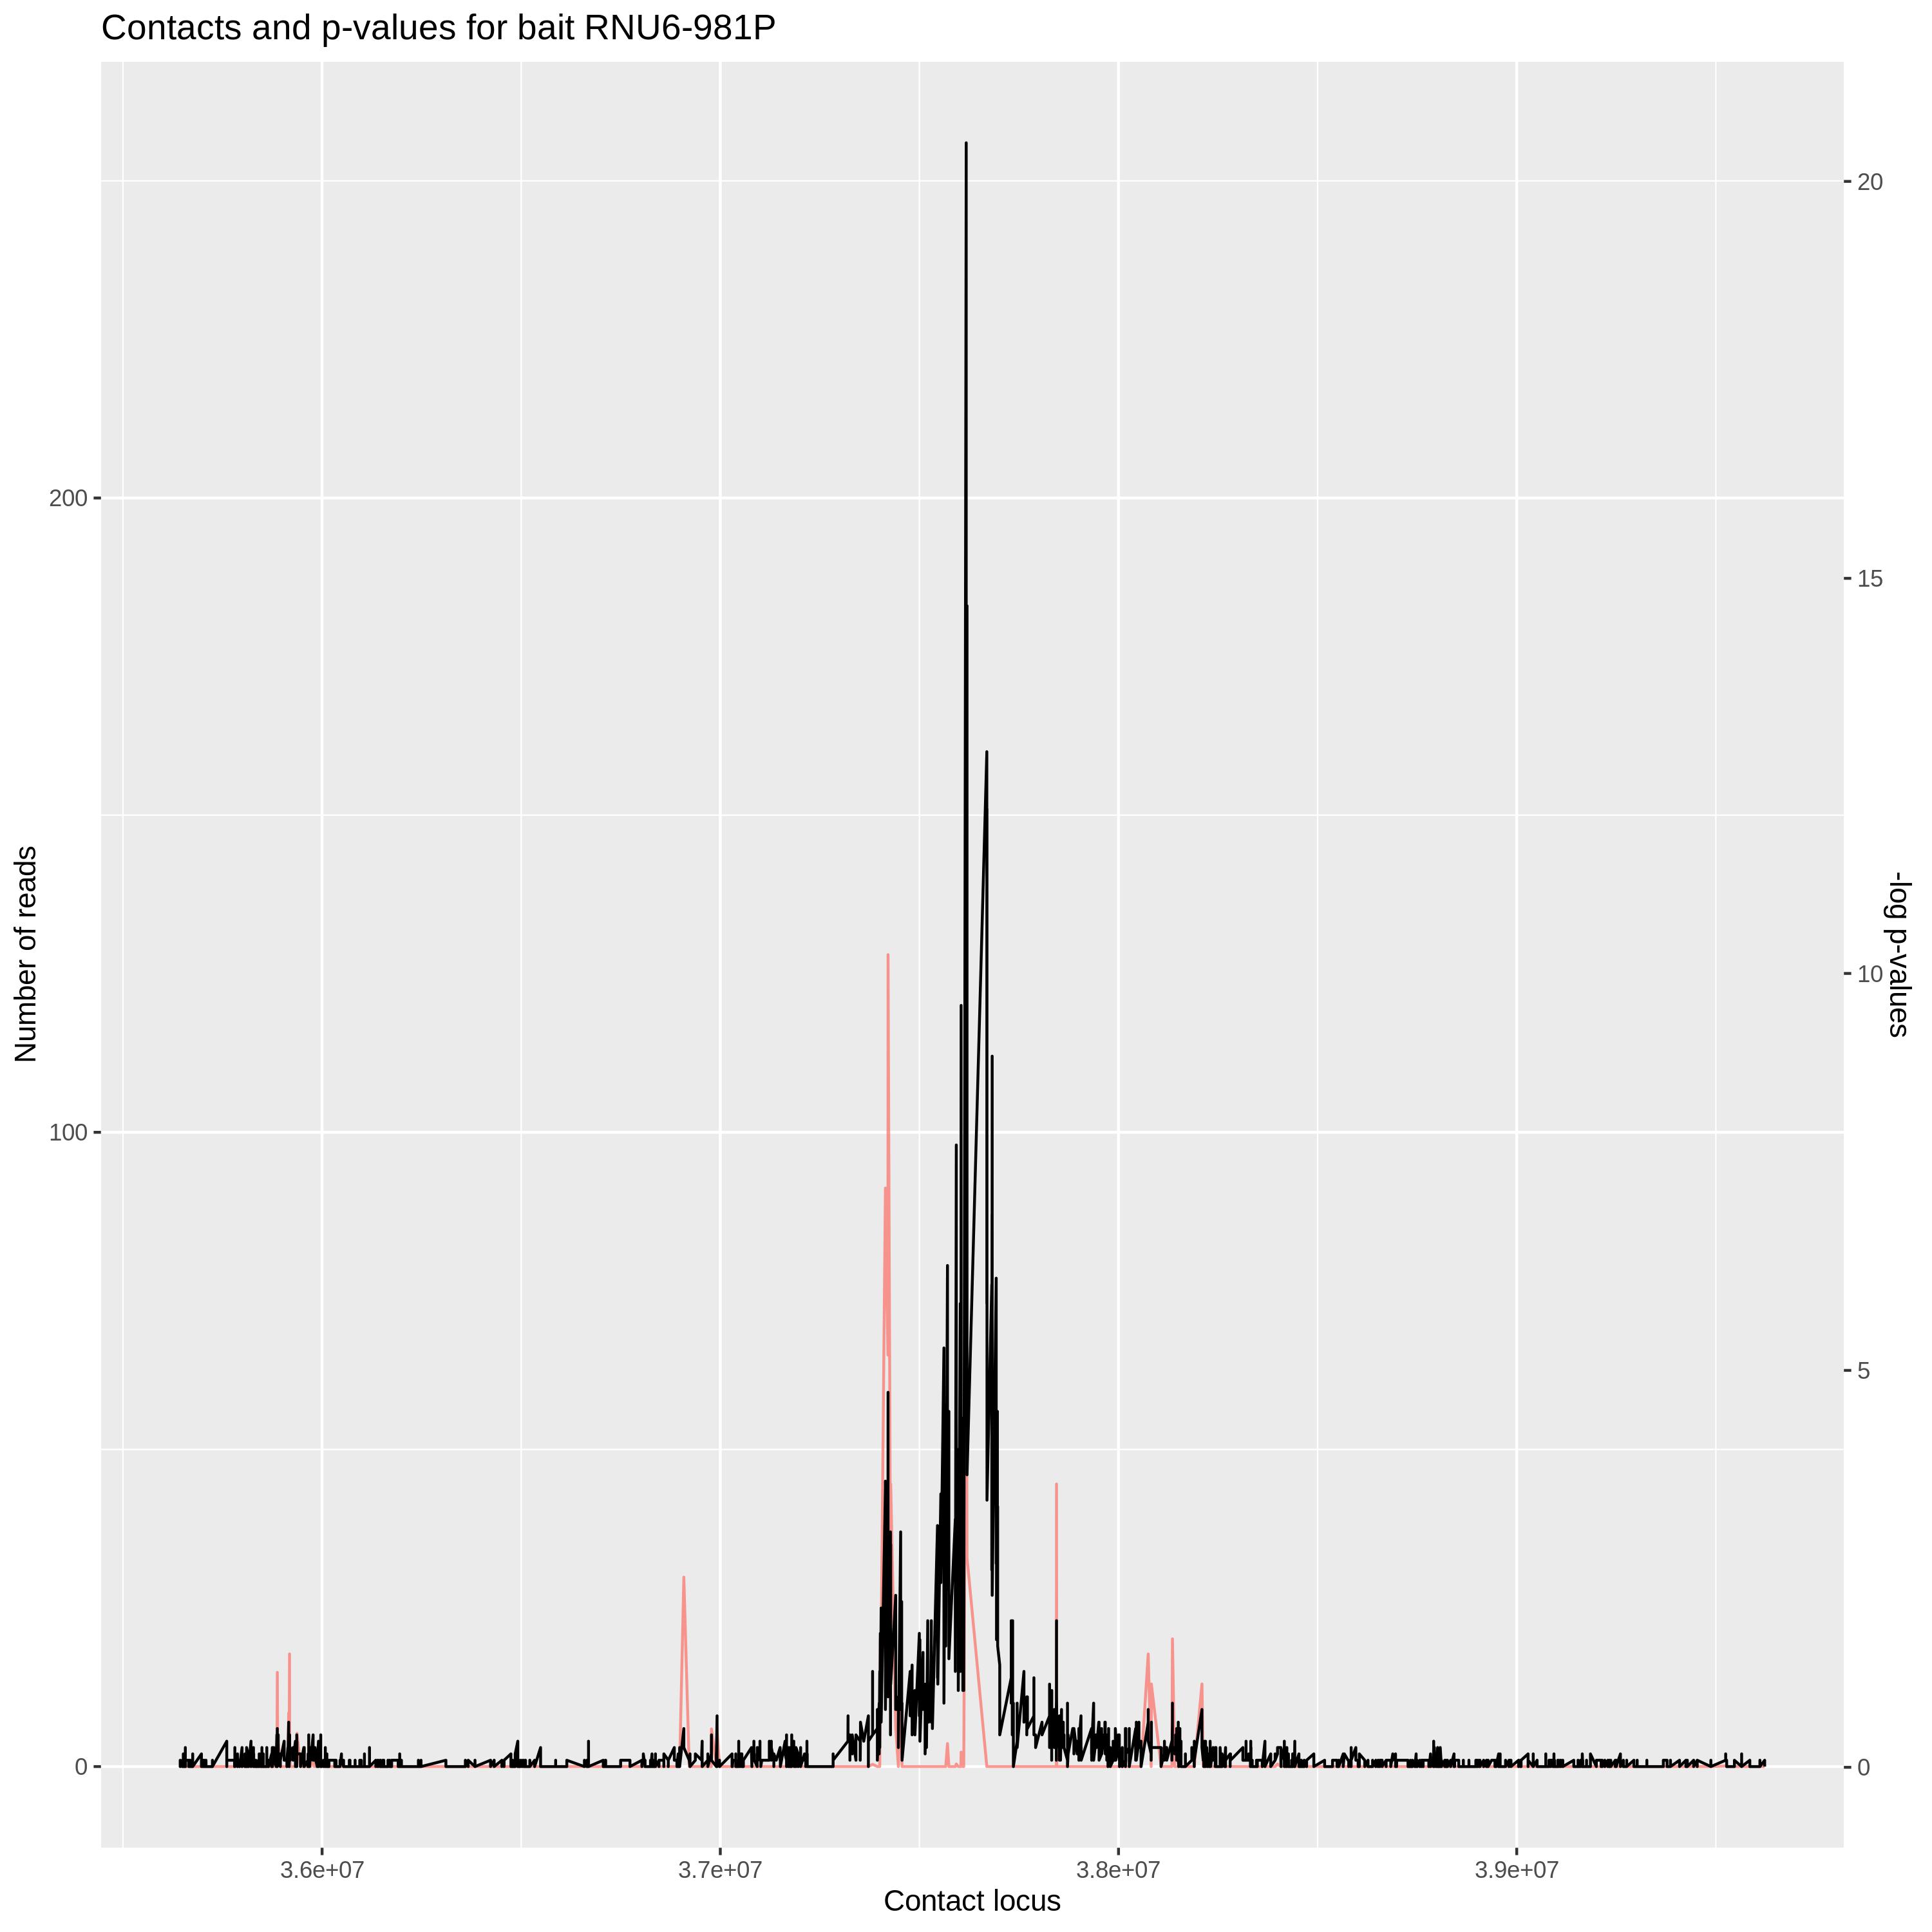 Contacts and p-values for bait RNU6-981P
Number of reads
200
100
0
20
15
10
5
0
-log p-values
3.6e+07
3.7e+07
3.8e+07
3.9e+07
Contact locus